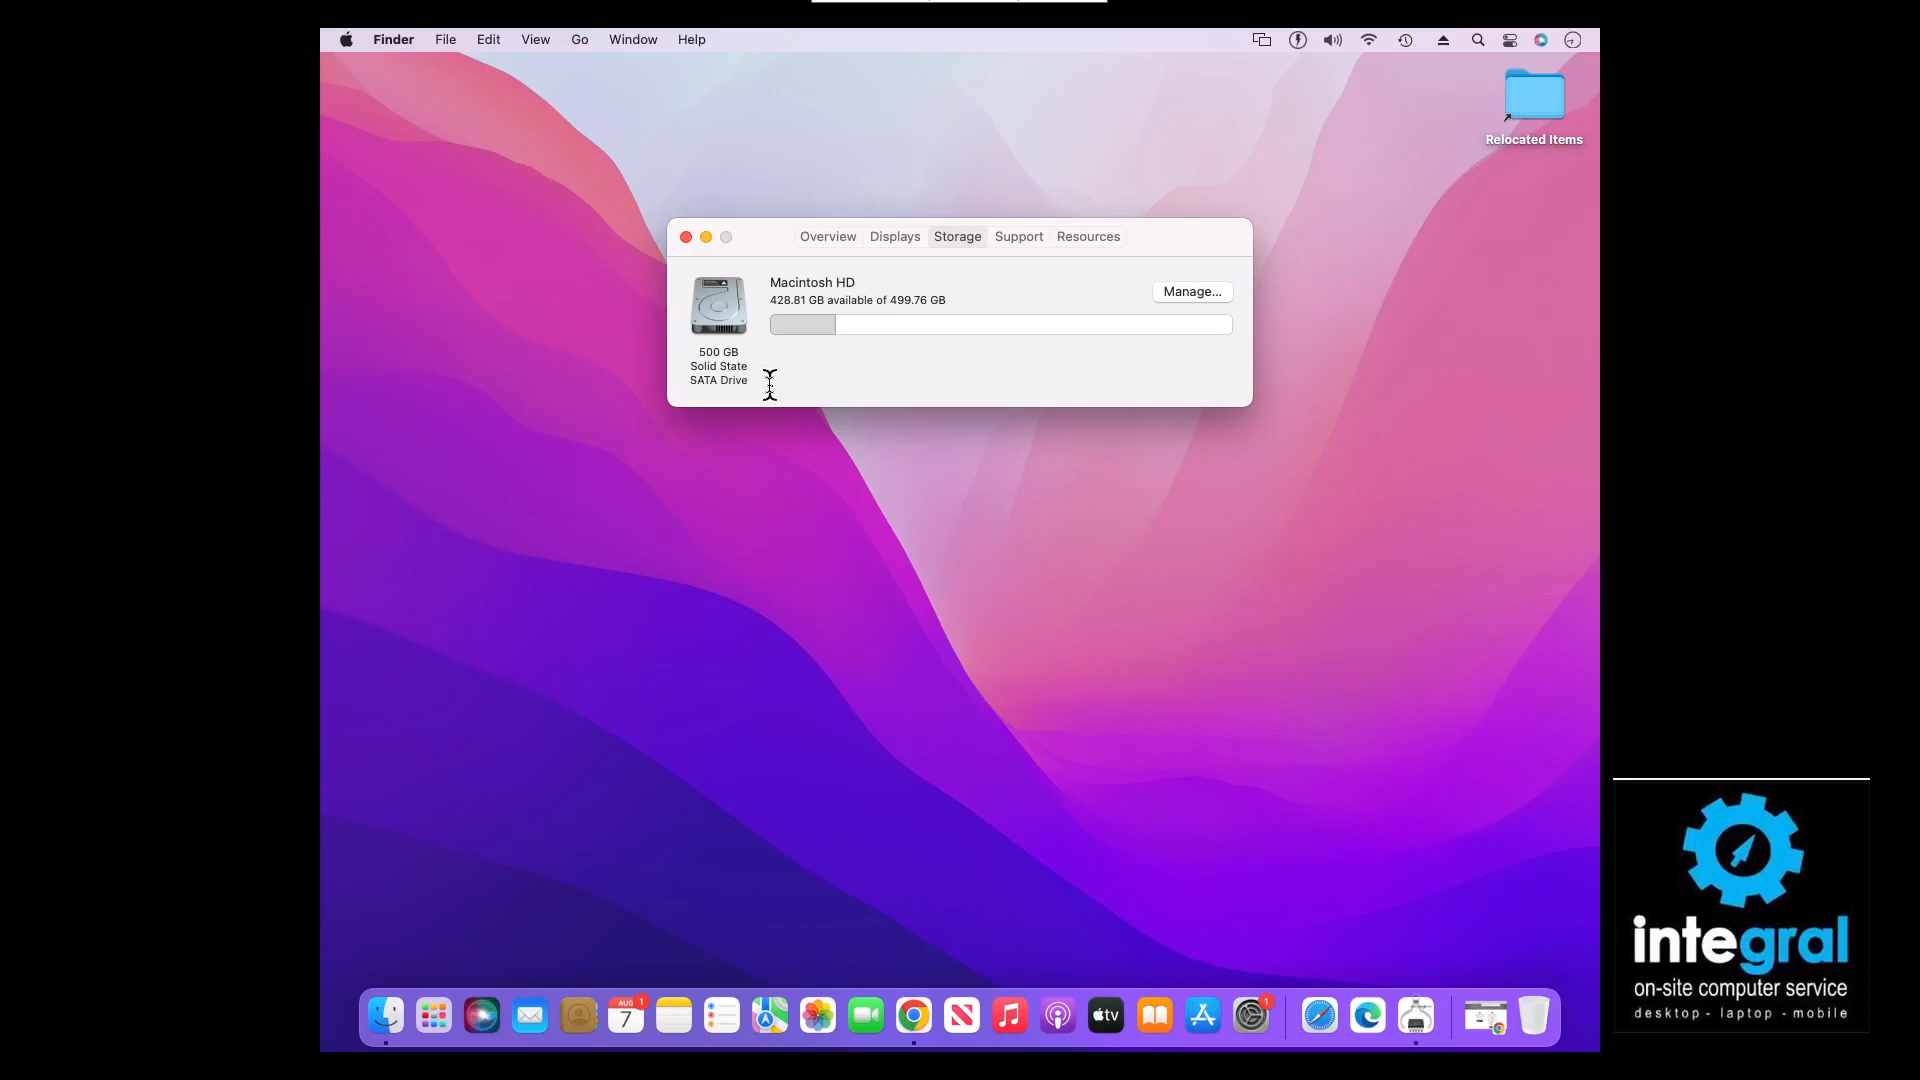 Finder File Edit View Go Window Help
Relocated Items
Overview Displays Storage Support Resources
Macintosh HD
428.81 GB available of 499.76 GB
Manage...
500 GB
Solid State
SATA Drive
AUG
7
1
tv
1
integral
on-site computer service
desktop - laptop - mobile